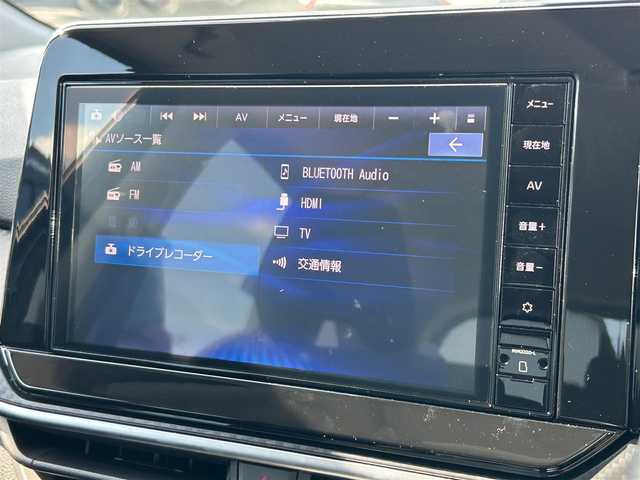 AV メニュー 現在地 − +
AVソース一覧
AM
FM
SD
ドライブレコーダー
BLUETOOTH Audio
HDMI
TV
交通情報
メニュー
現在地
AV
音量+
音量−